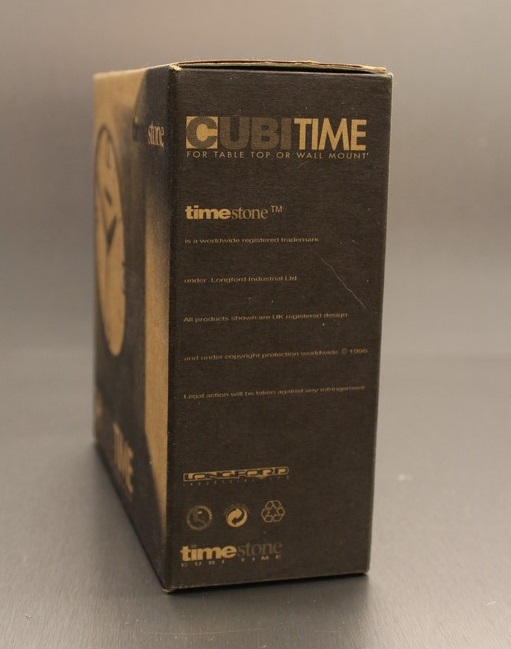 CUBITIME
FOR TABLE TOP OR WALL MOUNT
timestone™
is a worldwide registered trademark
under Longford Industrial Ltd
All products shown are UK registered design
and under copyright protection worldwide © 1996
Legal action will be taken against any infringement
LONGFORD
timestone
CUBI TIME
timestone
TIME